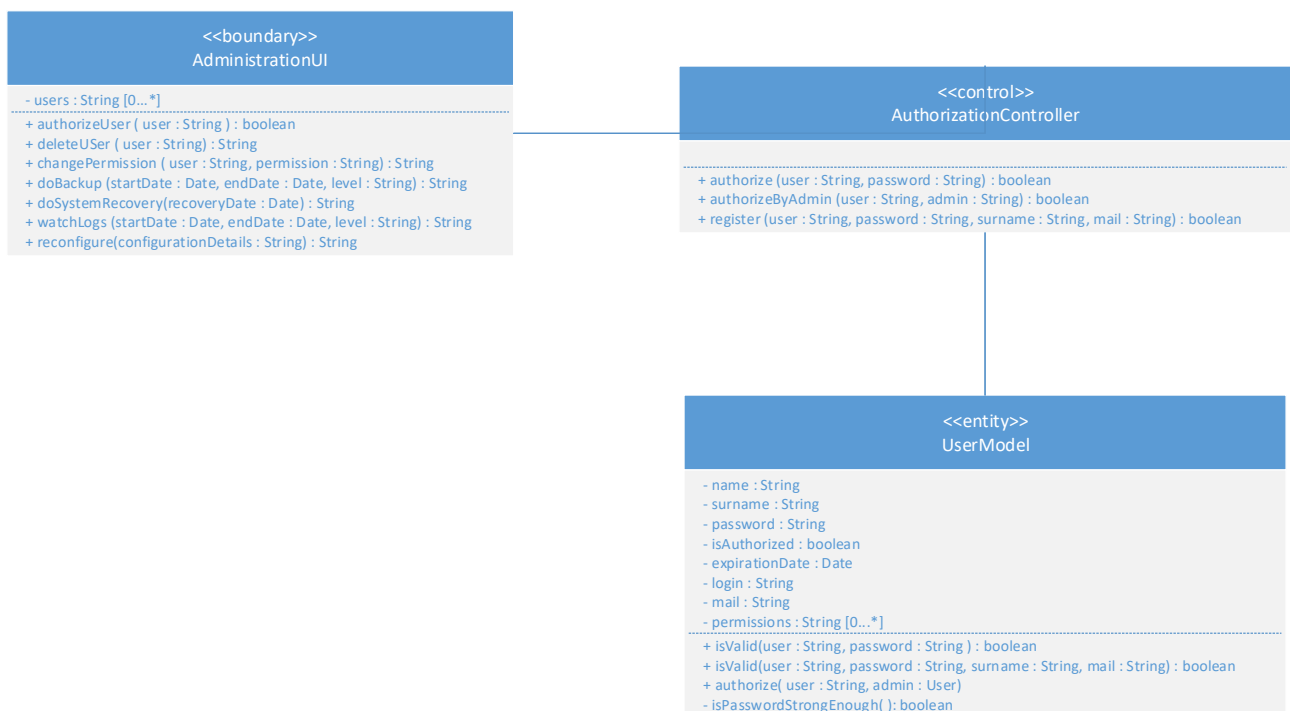 <<boundary>>
AdministrationUI
- users : String [0...*]
+ authorizeUser ( user : String ) : boolean
+ deleteUSer ( user : String) : String
+ changePermission ( user : String, permission : String) : String
+ doBackup (startDate : Date, endDate : Date, level : String) : String
+ doSystemRecovery(recoveryDate : Date) : String
+ watchLogs (startDate : Date, endDate : Date, level : String) : String
+ reconfigure(configurationDetails : String) : String
<<control>>
AuthorizationController
+ authorize (user : String, password : String) : boolean
+ authorizeByAdmin (user : String, admin : String) : boolean
+ register (user : String, password : String, surname : String, mail : String) : boolean
<<entity>>
UserModel
- name : String
- surname : String
- password : String
- isAuthorized : boolean
- expirationDate : Date
- login : String
- mail : String
- permissions : String [0...*]
+ isValid(user : String, password : String ) : boolean
+ isValid(user : String, password : String, surname : String, mail : String) : boolean
+ authorize( user : String, admin : User)
- isPasswordStrongEnough( ): boolean